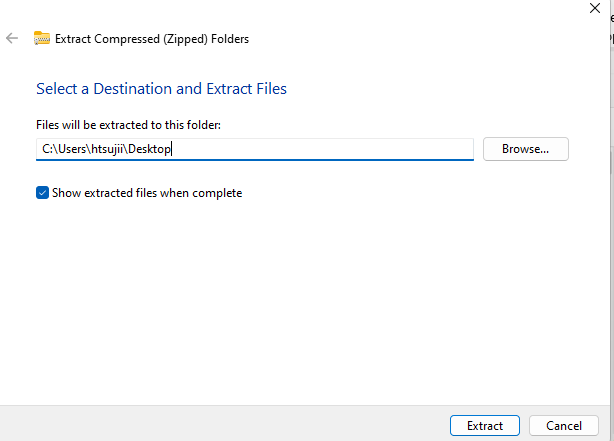 Extract Compressed (Zipped) Folders
Select a Destination and Extract Files
Files will be extracted to this folder:
C:\Users\htsujii\Desktop
Browse...
Show extracted files when complete
Extract
Cancel